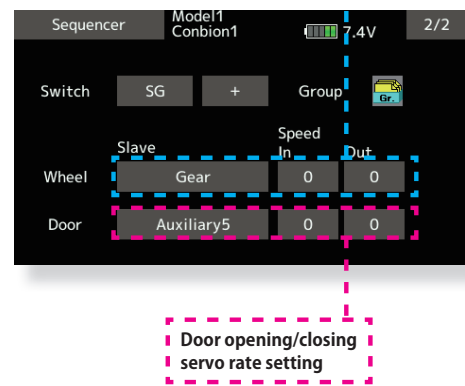 Sequencer Model1 7.4V 2/2
Conbion1
Switch SG + Group Gr.
Speed
Slave In Out
Wheel Gear 0 0
Door Auxiliary5 0 0
Door opening/closing
servo rate setting